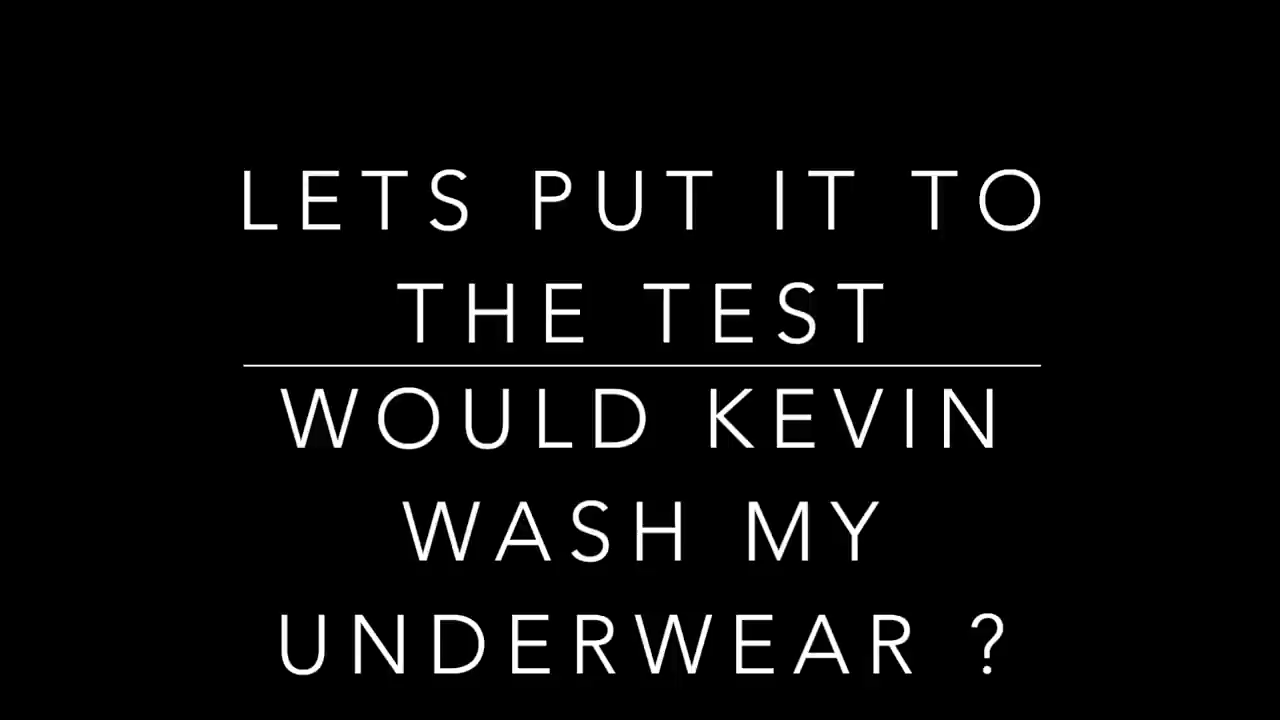 LETS PUT IT TO
THE TEST
WOULD KEVIN
WASH MY
UNDERWEAR ?